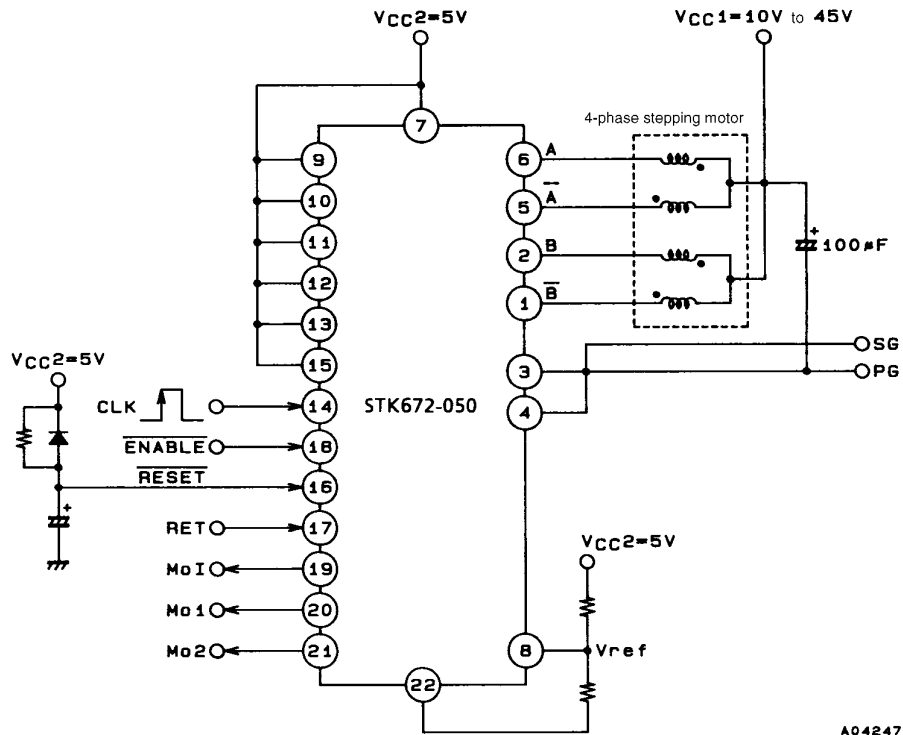 VCC2=5V
VCC1=10V to 45V
7
4-phase stepping motor
9
6
A
10
5
A̅
11
2
B
100µF
12
1
B̅
13
SG
VCC2=5V
15
3
PG
CLK
14
STK672-050
4
E̅N̅A̅B̅L̅E̅
18
R̅E̅S̅E̅T̅
16
RET
17
VCC2=5V
MoI
19
Mo1
20
Mo2
21
8
Vref
22
A04247
+
+